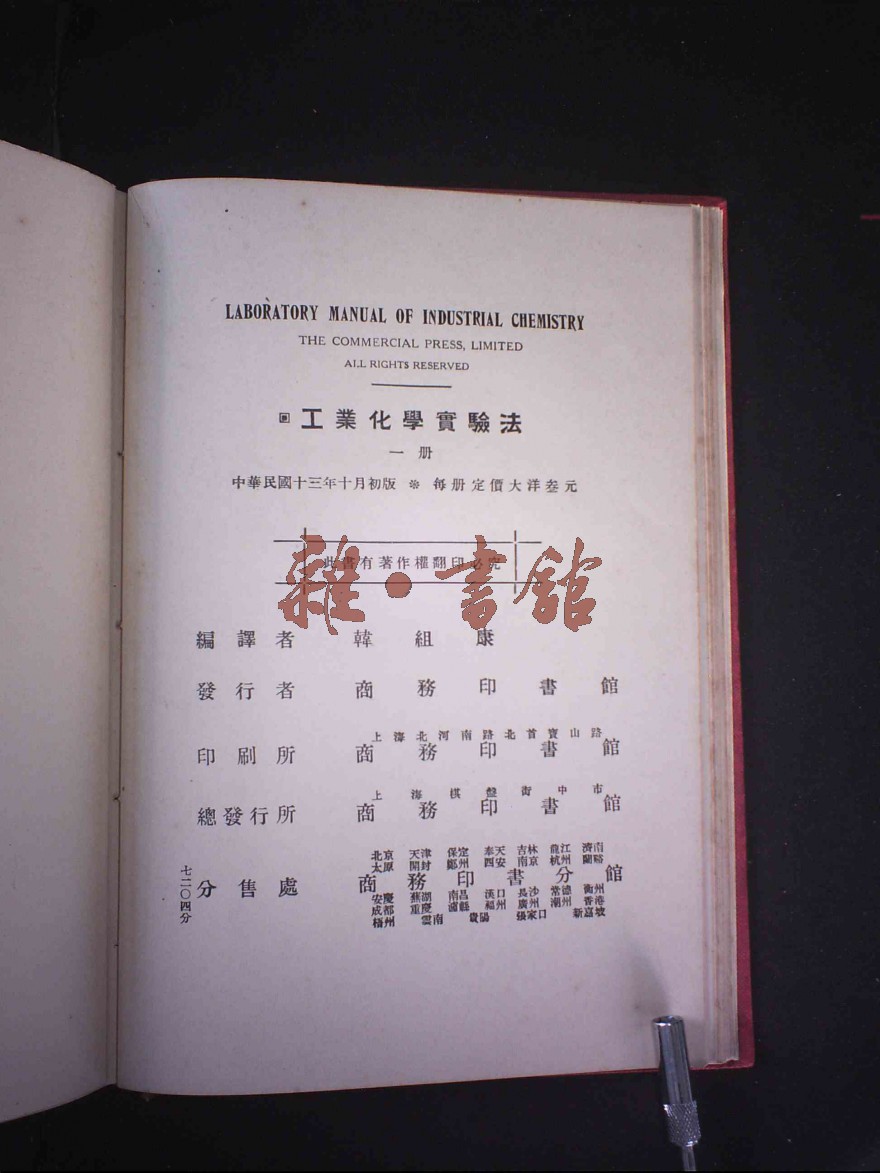 LABORATORY MANUAL OF INDUSTRIAL CHEMISTRY
THE COMMERCIAL PRESS, LIMITED
ALL RIGHTS RESERVED
工業化學實驗法
一册
中華民國十三年十月初版 ※ 每册定價大洋叁元
此書有著作權翻印必究
雜·書館
編譯者 韓組康
發行者 商務印書館
上海北河南路北首寶山路
印刷所 商務印書館
上海棋盤街中市
總發行所 商務印書館
北京 天津 保定 奉天 吉林 龍江 濟南
太原 開封 鄭州 西安 南京 杭州 蘭谿
分售處 商務印書分館
安慶 蕪湖 南昌 漢口 長沙 常德 衡州
成都 重慶 瀘縣 福州 廣州 潮州 香港
梧州 雲南 貴陽 張家口 新嘉坡
七二〇四分